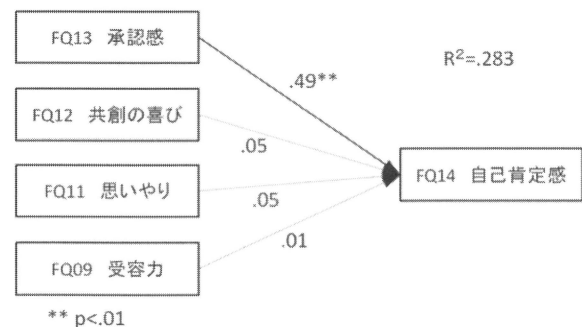 FQ13 承認感
R²=.283
.49**
FQ12 共創の喜び
.05
FQ14 自己肯定感
FQ11 思いやり
.05
.01
FQ09 受容力
** p<.01